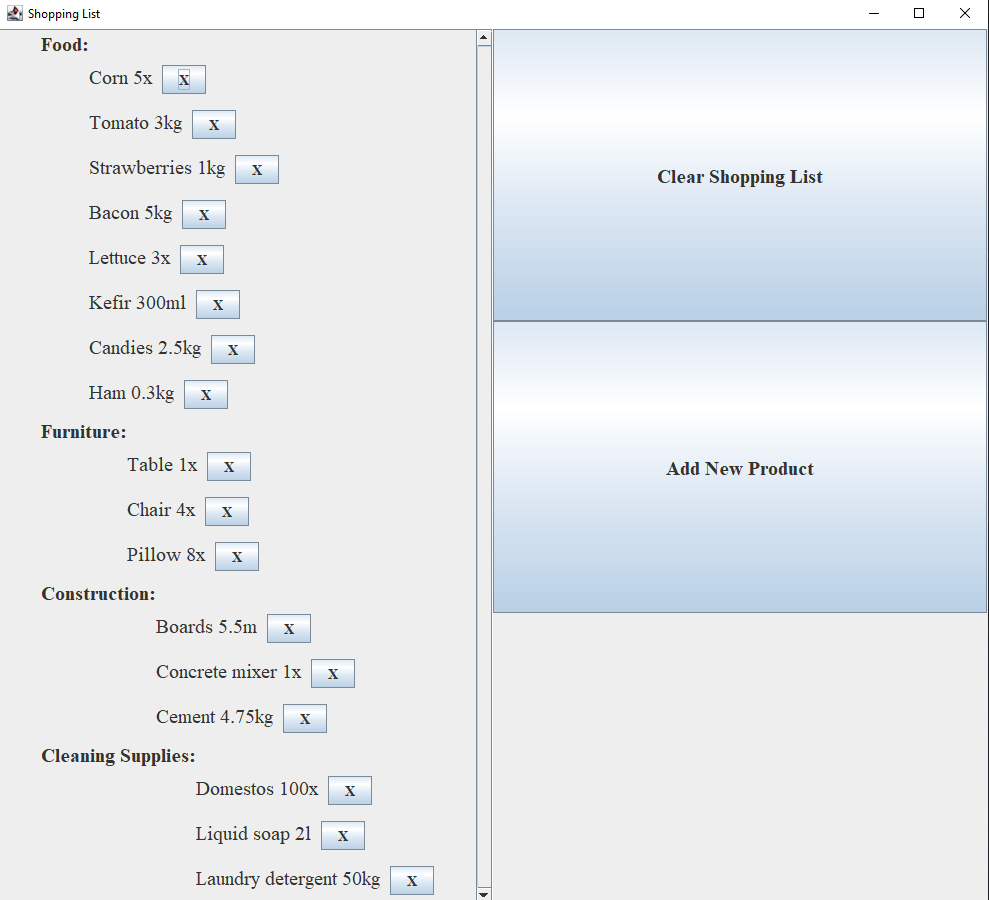 Shopping List
Food:
Corn 5x x
Tomato 3kg x
Strawberries 1kg x
Bacon 5kg x
Lettuce 3x x
Kefir 300ml x
Candies 2.5kg x
Ham 0.3kg x
Furniture:
Table 1x x
Chair 4x x
Pillow 8x x
Construction:
Boards 5.5m x
Concrete mixer 1x x
Cement 4.75kg x
Cleaning Supplies:
Domestos 100x x
Liquid soap 2l x
Laundry detergent 50kg x
Clear Shopping List
Add New Product